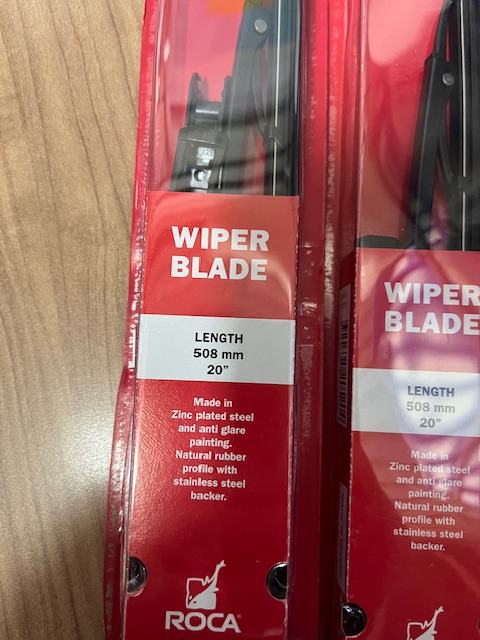 WIPER
BLADE
LENGTH
508 mm
20”
Made in
Zinc plated steel
and anti glare
painting.
Natural rubber
profile with
stainless steel
backer.
ROCA®
WIPER
BLADE
LENGTH
508 mm
20”
Made in
Zinc plated steel
and anti glare
painting.
Natural rubber
profile with
stainless steel
backer.